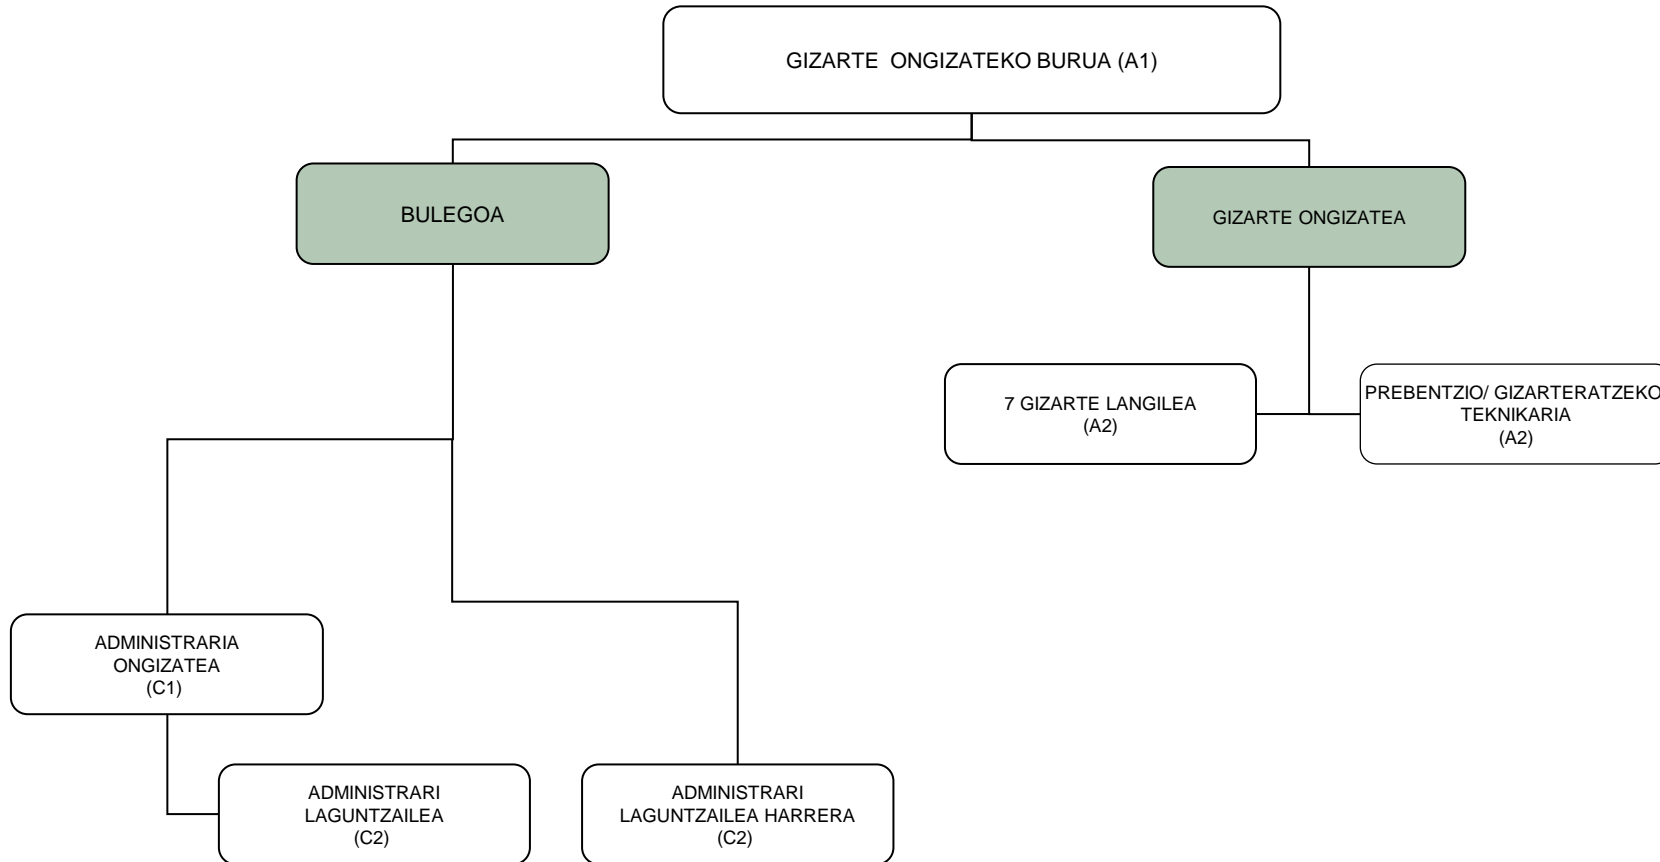 GIZARTE ONGIZATEKO BURUA (A1)
BULEGOA
GIZARTE ONGIZATEA
7 GIZARTE LANGILEA
(A2)
PREBENTZIO/ GIZARTERATZEKO
TEKNIKARIA
(A2)
ADMINISTRARIA
ONGIZATEA
(C1)
ADMINISTRARI
LAGUNTZAILEA
(C2)
ADMINISTRARI
LAGUNTZAILEA HARRERA
(C2)